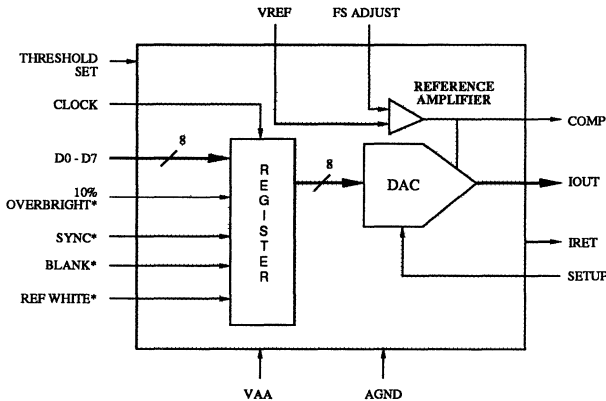 VREF
FS ADJUST
THRESHOLD
SET
CLOCK
REFERENCE
AMPLIFIER
COMP
D0 - D7
8
REGISTER
8
DAC
IOUT
10%
OVERBRIGHT*
SYNC*
IRET
BLANK*
SETUP
REF WHITE*
VAA
AGND